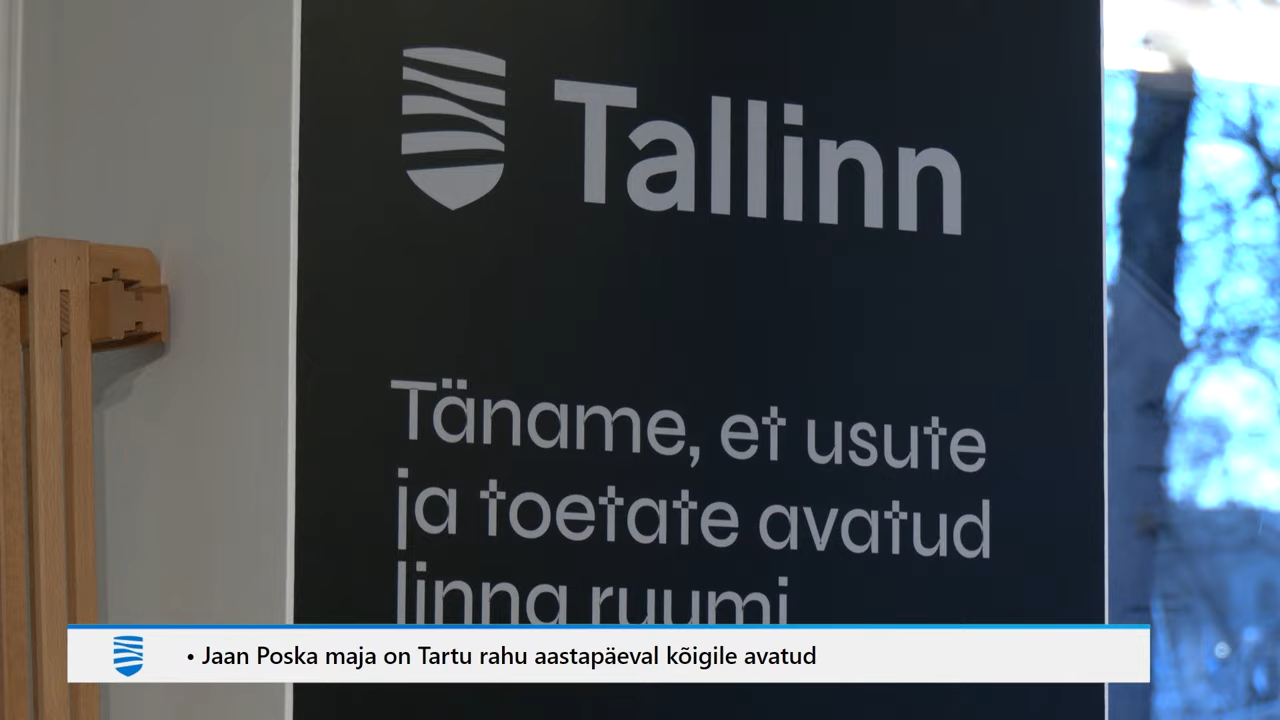 Tallinn
Täname, et usute
ja toetate avatud
linna ruumi
• Jaan Poska maja on Tartu rahu aastapäeval kõigile avatud